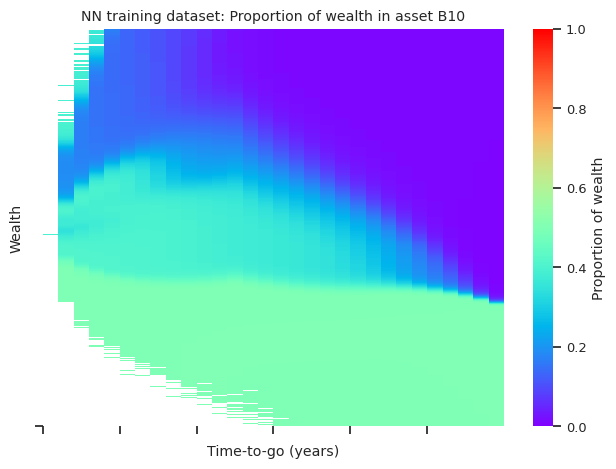 NN training dataset: Proportion of wealth in asset B10
Wealth
Time-to-go (years)
1.0
0.8
0.6
0.4
0.2
0.0
Proportion of wealth